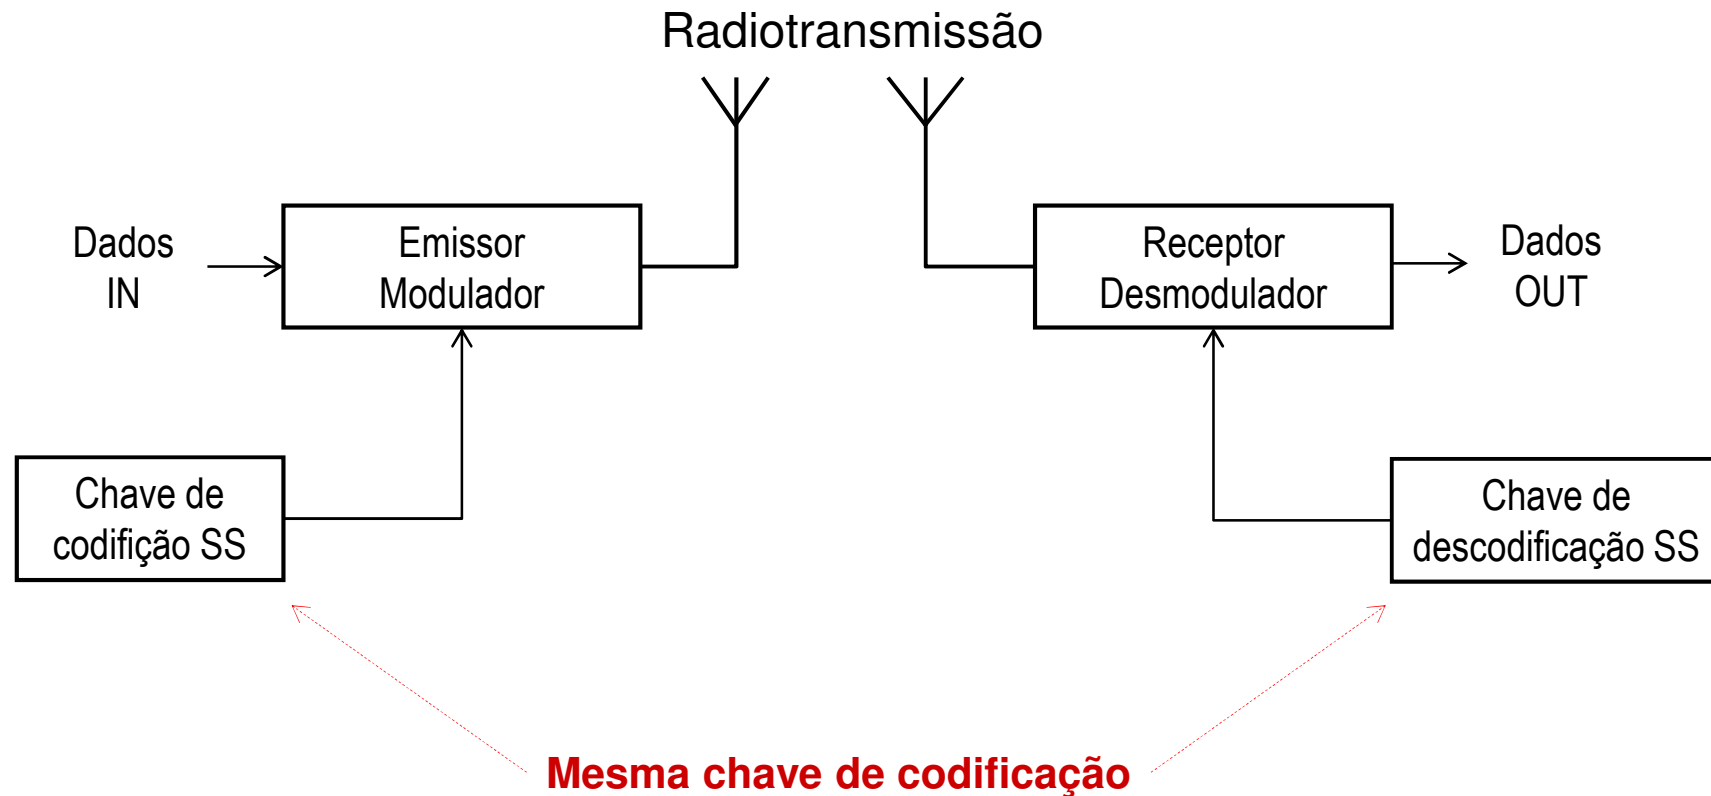 Radiotransmissão
Dados
IN
Emissor
Modulador
Receptor
Desmodulador
Dados
OUT
Chave de
codifição SS
Chave de
descodificação SS
Mesma chave de codificação